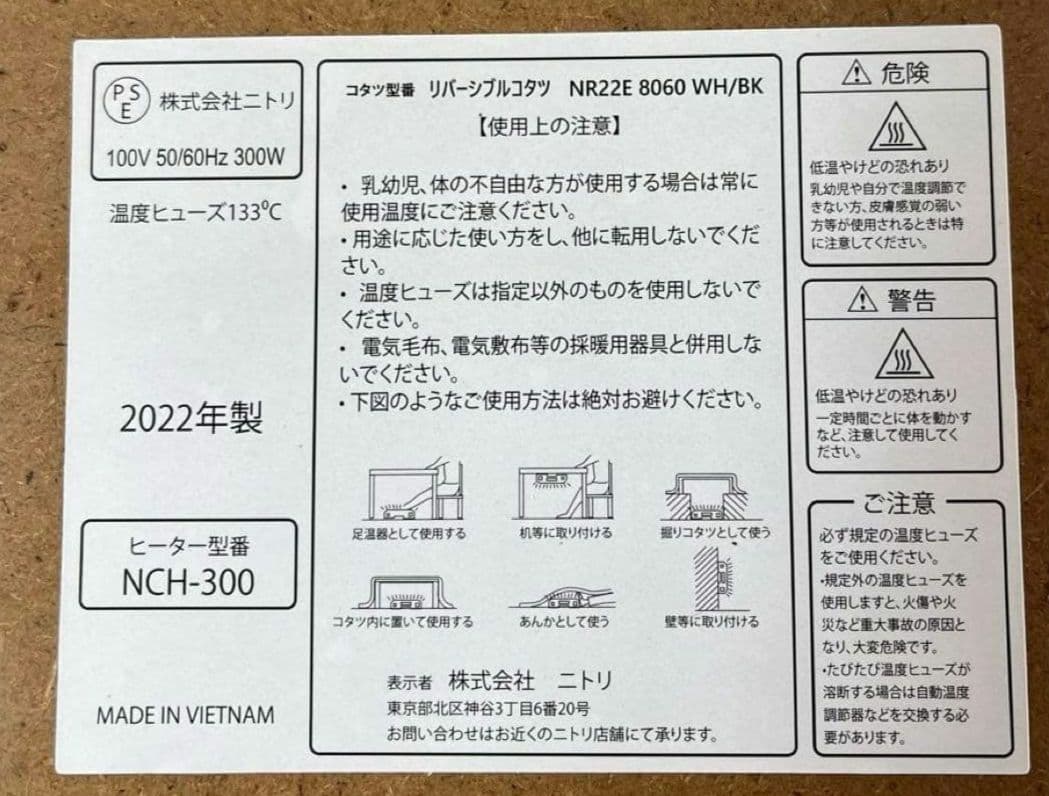 PSE 株式会社ニトリ
100V 50/60Hz 300W
温度ヒューズ133℃
2022年製
ヒーター型番
NCH-300
MADE IN VIETNAM
コタツ型番 リバーシブルコタツ NR22E 8060 WH/BK
【使用上の注意】
・ 乳幼児、体の不自由な方が使用する場合は常に
使用温度にご注意ください。
・用途に応じた使い方をし、他に転用しないでくだ
さい。
・ 温度ヒューズは指定以外のものを使用しないで
ください。
・ 電気毛布、電気敷布等の採暖用器具と併用しな
いでください。
・下図のようなご使用方法は絶対お避けください。
足温器として使用する
机等に取り付ける
掘りコタツとして使う
コタツ内に置いて使用する
あんかとして使う
壁等に取り付ける
表示者 株式会社 ニトリ
東京部北区神谷3丁目6番20号
お問い合わせはお近くのニトリ店舗にて承ります。
危険
低温やけどの恐れあり
乳幼児や自分で温度調節で
きない方、皮膚感覚の弱い
方等が使用されるときは特
に注意してください。
警告
低温やけどの恐れあり
一定時間ごとに体を動かす
など、注意して使用してく
ださい。
ご注意
必ず規定の温度ヒューズ
をご使用ください。
・規定外の温度ヒューズを
使用しますと、火傷や火
災など重大事故の原因と
なり、大変危険です。
・たびたび温度ヒューズが
溶断する場合は自動温度
調節器などを交換する必
要があります。